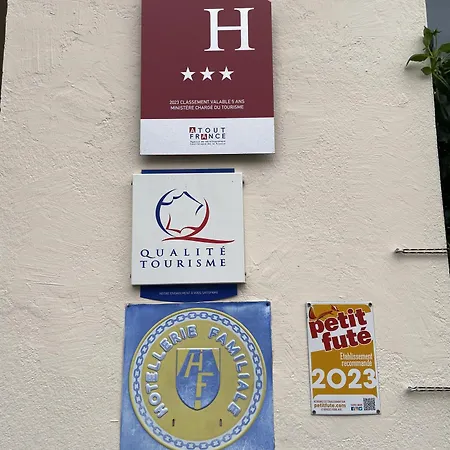 H
2023 CLASSEMENT VALABLE 5 ANS
MINISTÈRE CHARGÉ DU TOURISME
ATOUT
FRANCE
QUALITÉ
TOURISME
HOTELLERIE FAMILIALE
HF
petit
futé
Etablissement
recommandé
2023
petitfute.com